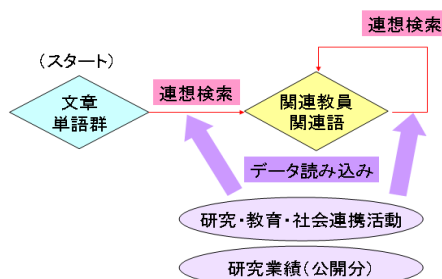 連想検索
(スタート)
連想検索
文章
単語群
関連教員
関連語
データ読み込み
研究・教育・社会連携活動
研究業績(公開分)